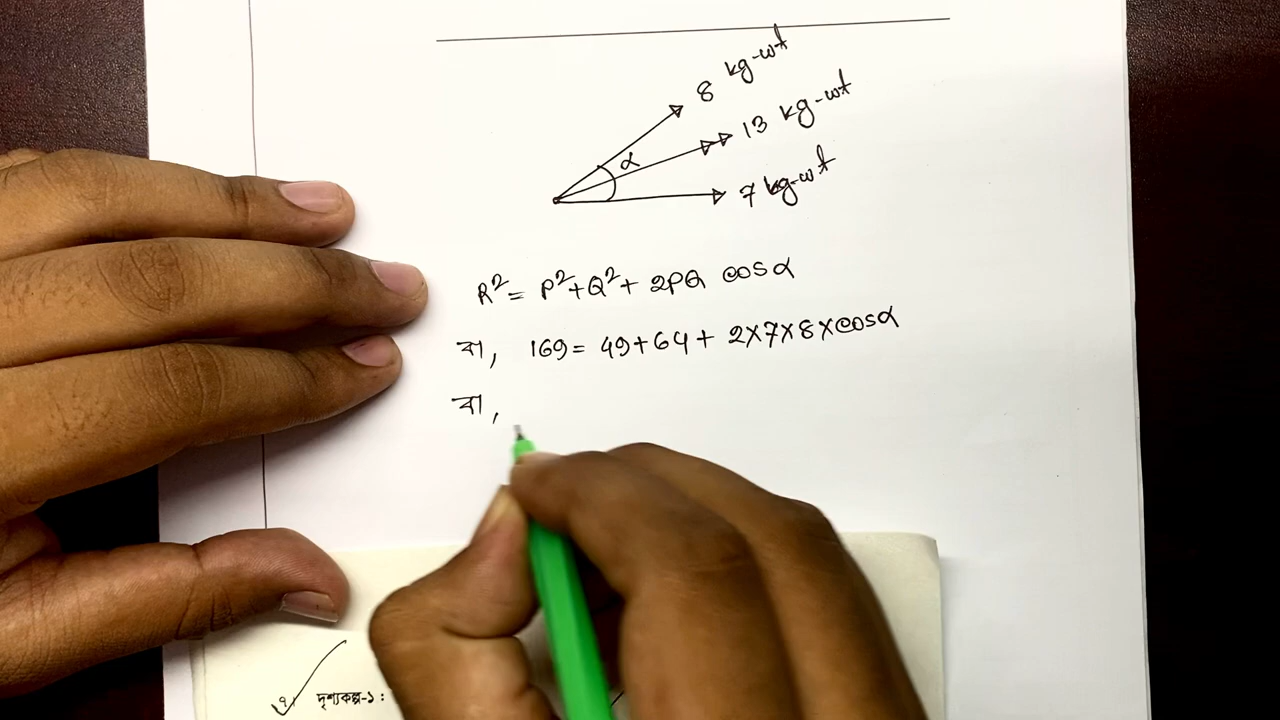 8 kg-wt
α
13 kg-wt
7 kg-wt
R² = P² + Q² + 2PQ cosα
বা, 169 = 49 + 64 + 2×7×8×cosα
বা,
৭। দৃশ্যকল্প-১ :